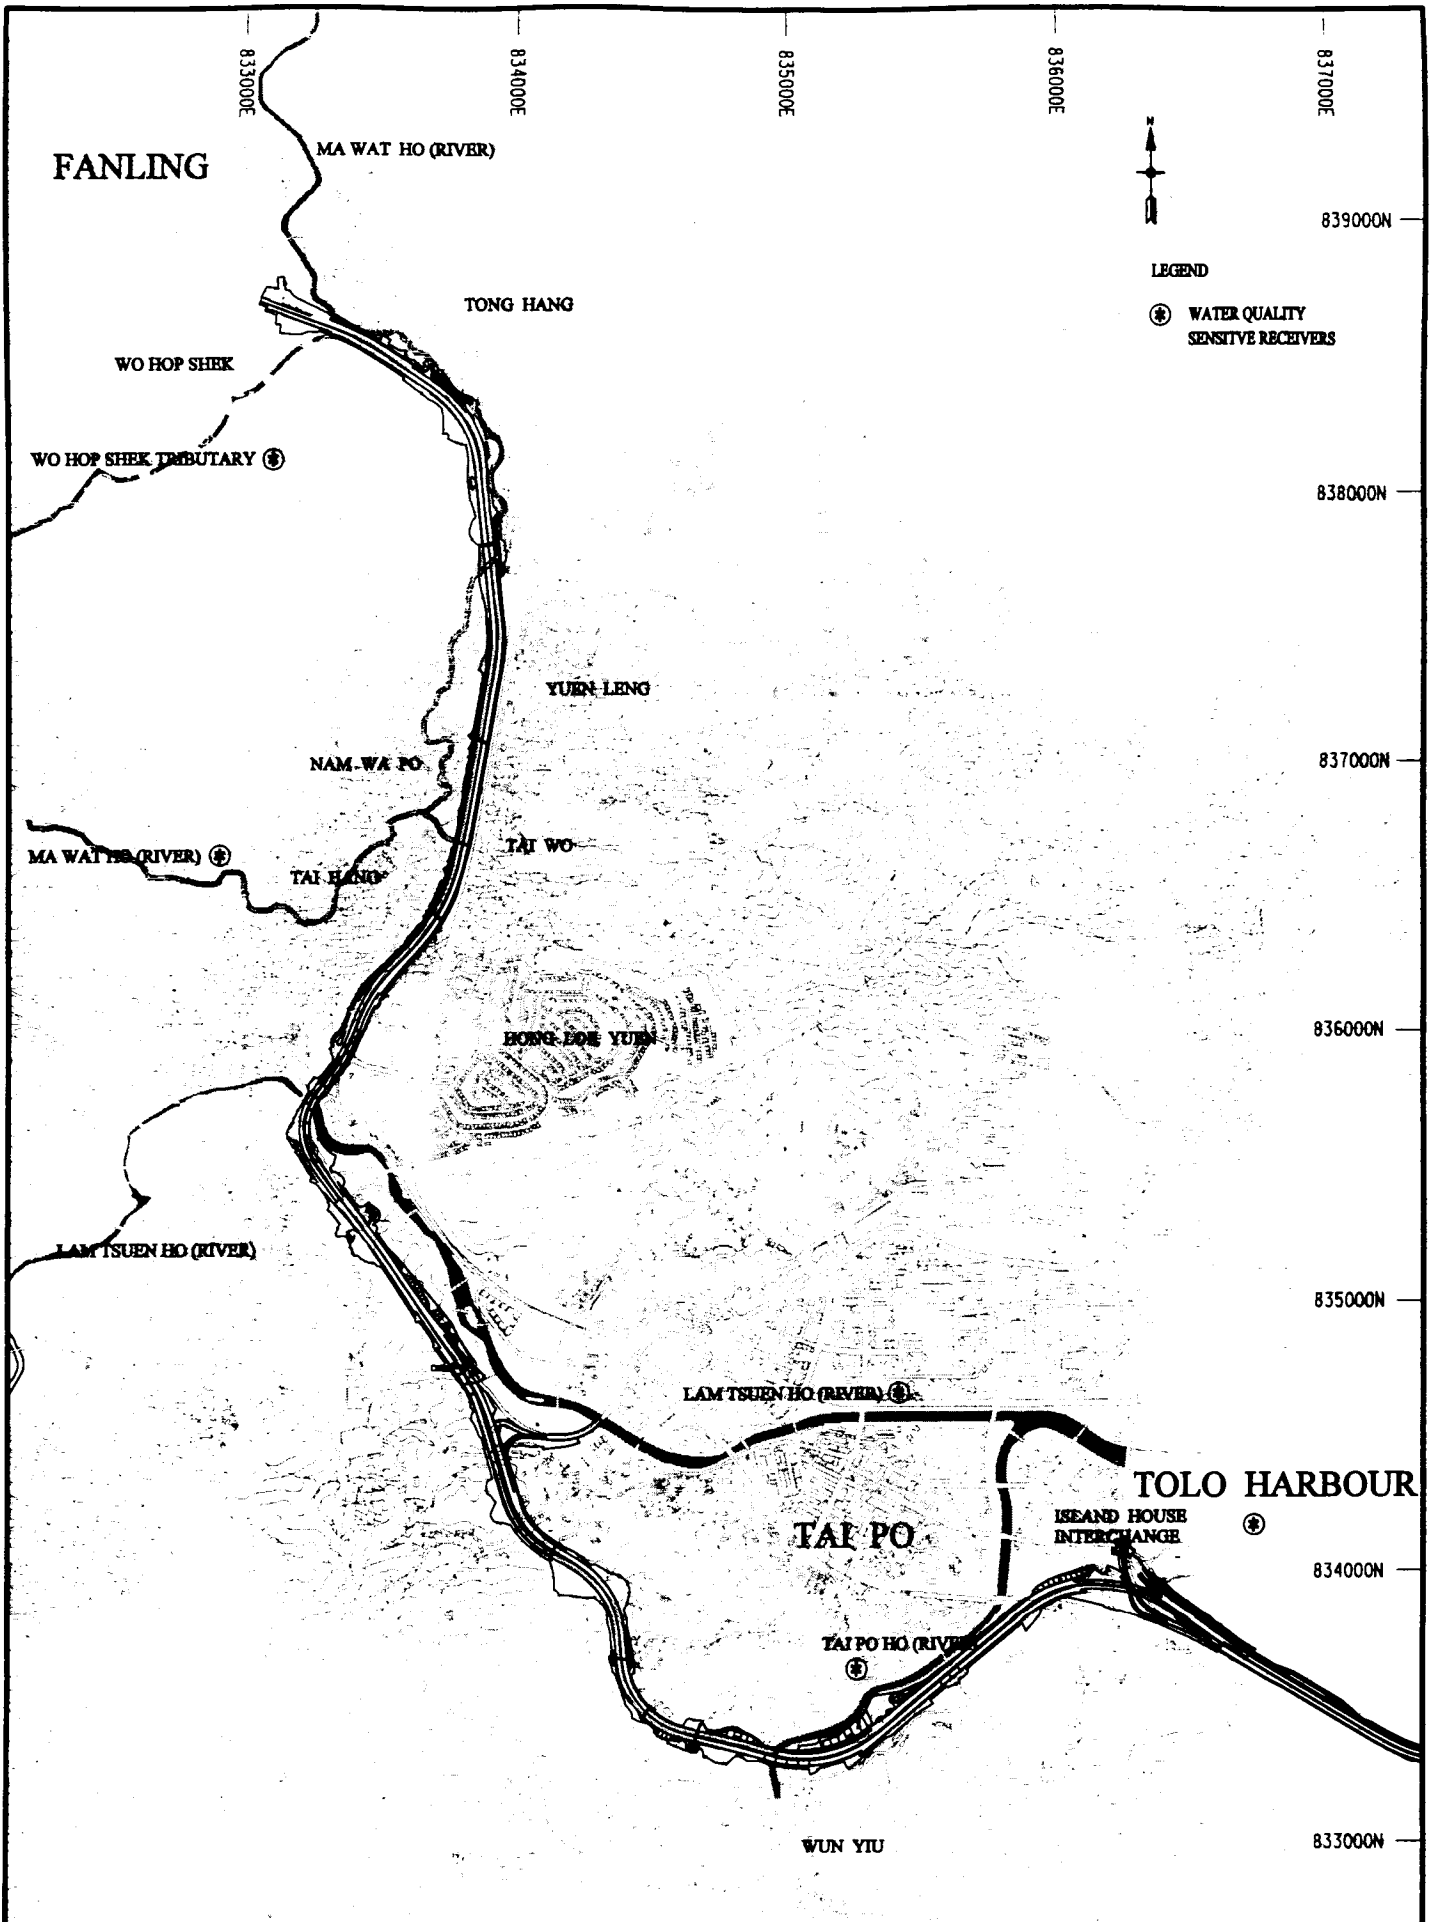 833000E
834000E
835000E
836000E
837000E
MA WAT HO (RIVER)
FANLING
N
839000N
LEGEND
WATER QUALITY
SENSITVE RECEIVERS
TONG HANG
WO HOP SHEK
WO HOP SHEK TRIBUTARY
838000N
YUEN LENG
NAM WA PO
837000N
TAI WO
MA WAT HO (RIVER)
TAI HANG
836000N
HONG LOK YUEN
LAM TSUEN HO (RIVER)
835000N
LAM TSUEN HO (RIVER)
TOLO HARBOUR
ISLAND HOUSE
INTERCHANGE
TAI PO
834000N
TAI PO HO (RIVER)
833000N
WUN YIU